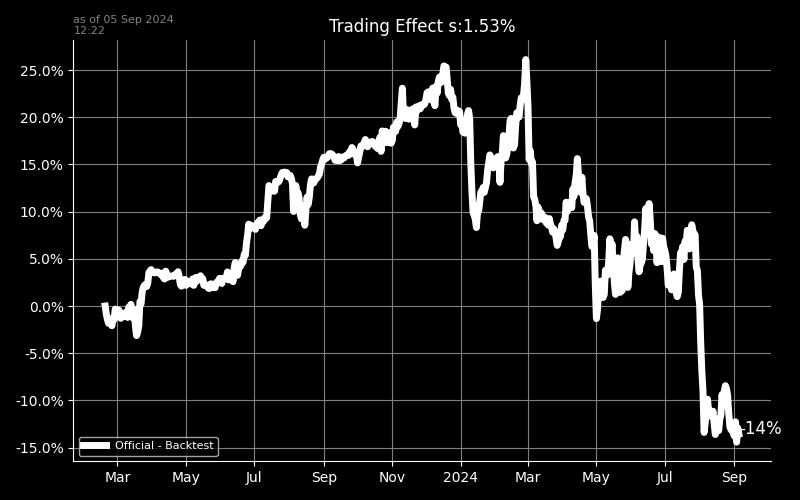 as of 05 Sep 2024
12:22
Trading Effect s:1.53%
25.0%
20.0%
15.0%
10.0%
5.0%
0.0%
-5.0%
-10.0%
-15.0%
-14%
Official - Backtest
Mar May Jul Sep Nov 2024 Mar May Jul Sep